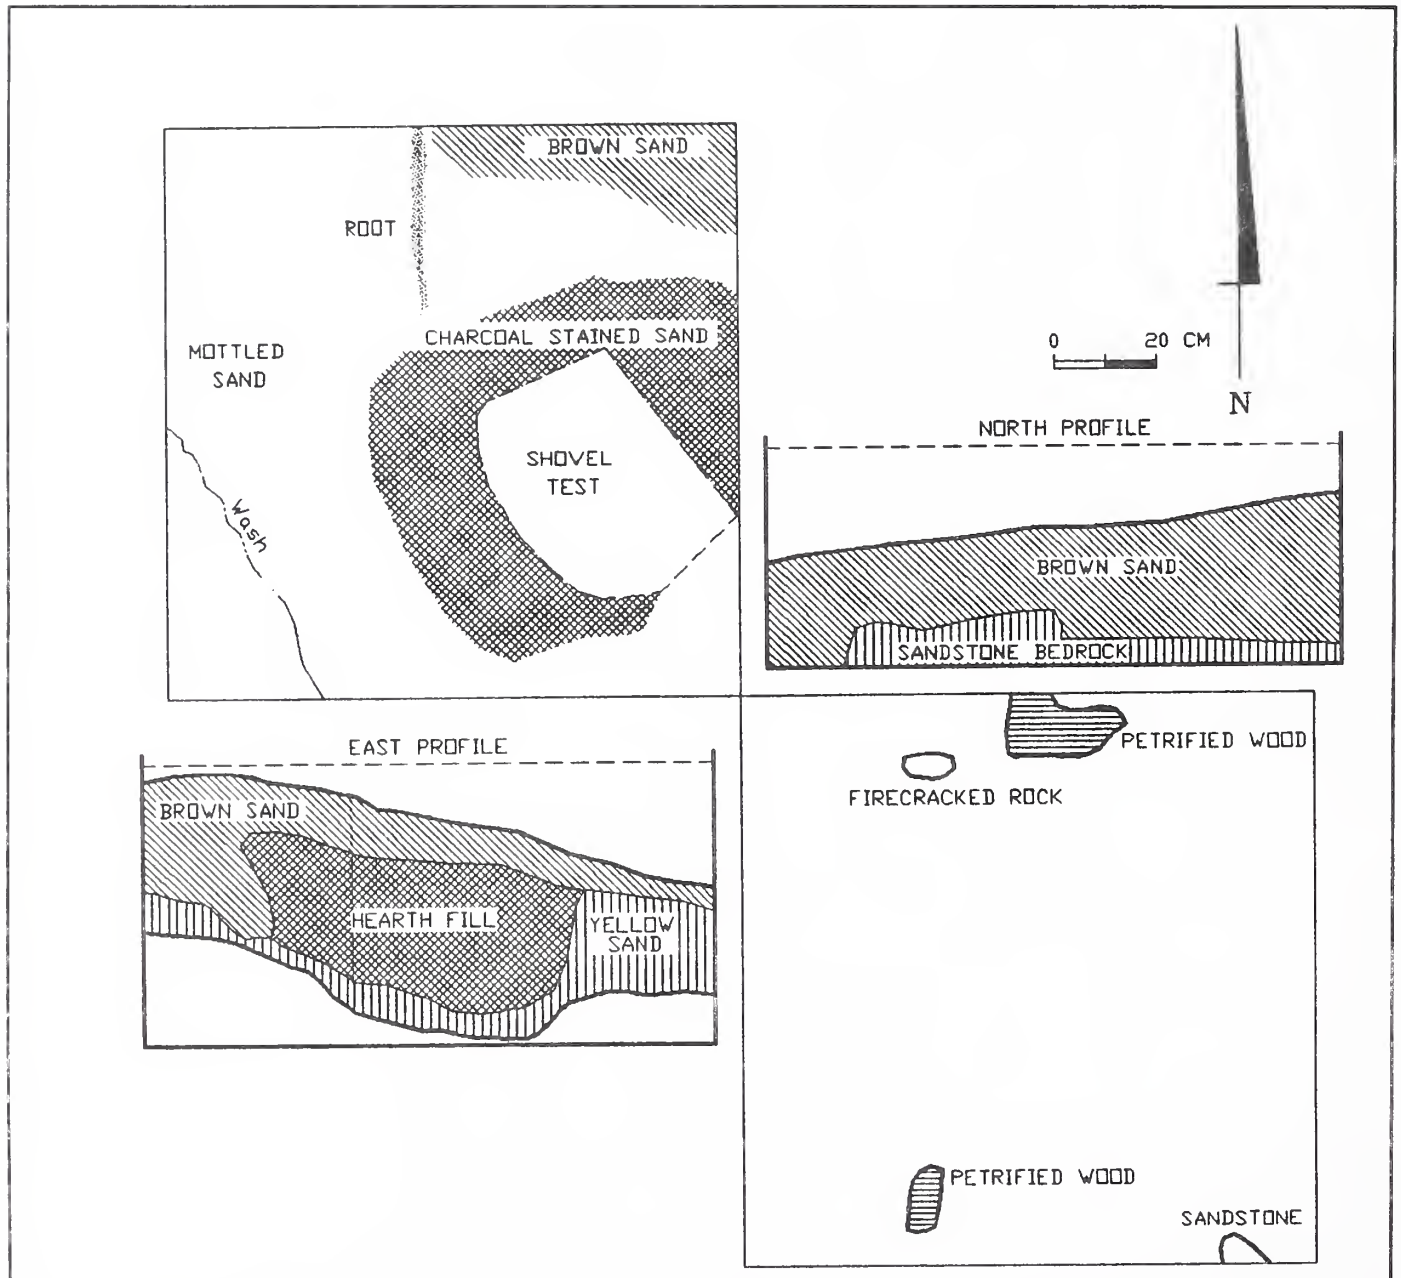 BROWN SAND
ROOT
CHARCOAL STAINED SAND
MOTTLED
SAND
0 20 CM
N
SHOVEL
TEST
Wash
NORTH PROFILE
BROWN SAND
SANDSTONE BEDROCK
EAST PROFILE
BROWN SAND
HEARTH FILL
YELLOW
SAND
PETRIFIED WOOD
FIRECRACKED ROCK
PETRIFIED WOOD
SANDSTONE